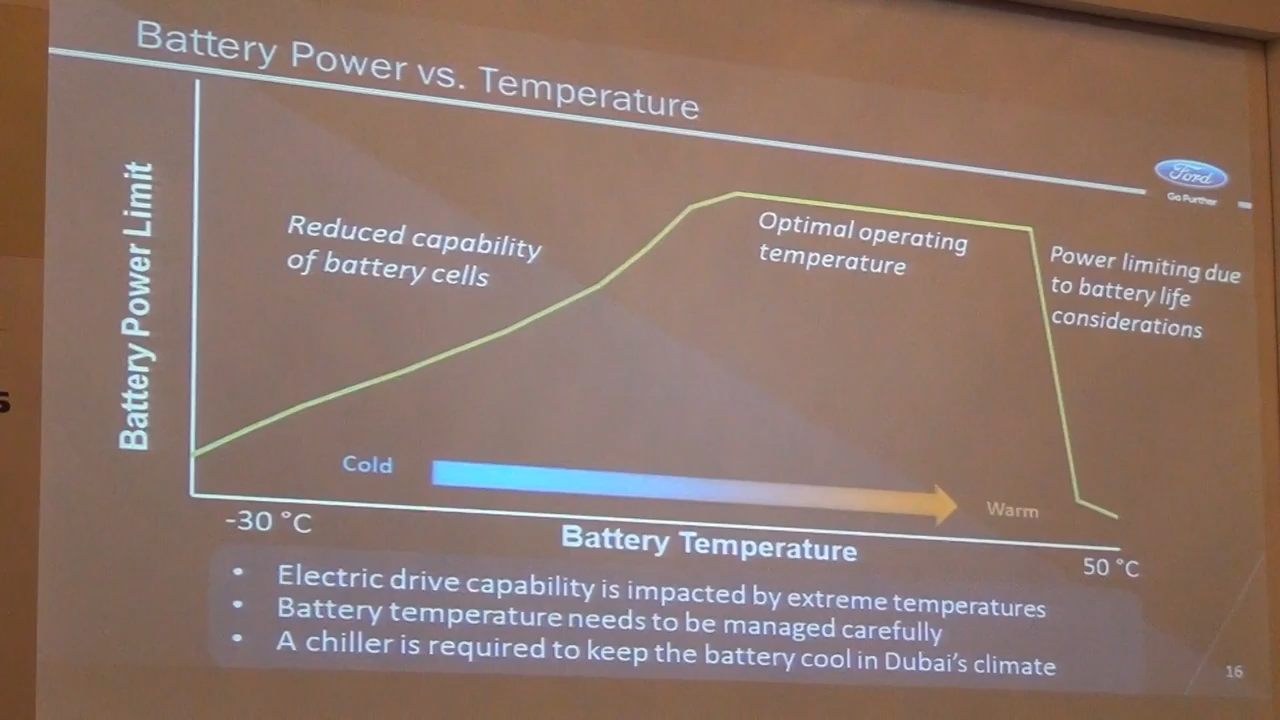 Battery Power vs. Temperature
Ford
Go Further
Battery Power Limit
Reduced capability
of battery cells
Optimal operating
temperature
Power limiting due
to battery life
considerations
Cold
Warm
-30 °C
Battery Temperature
50 °C
• Electric drive capability is impacted by extreme temperatures
• Battery temperature needs to be managed carefully
• A chiller is required to keep the battery cool in Dubai's climate
16